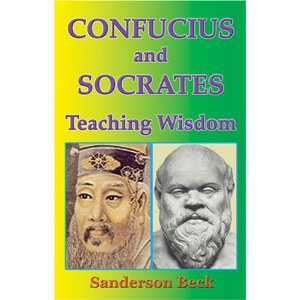 CONFUCIUS
and
SOCRATES
Teaching Wisdom
Sanderson Beck